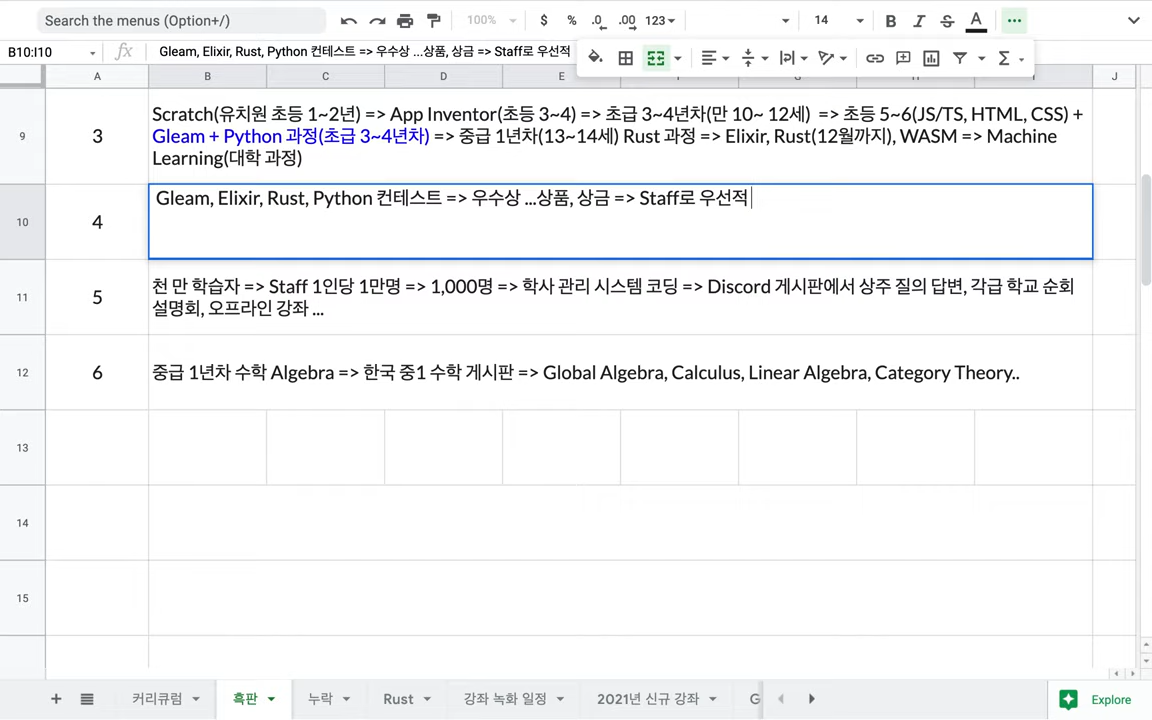 Search the menus (Option+/)
100%
$ % .0 .00 123
14
B I S A
B10:I10
fx
Gleam, Elixir, Rust, Python 컨테스트 => 우수상 ...상품, 상금 => Staff로 우선적
A B C D E J
9
3
Scratch(유치원 초등 1~2년) => App Inventor(초등 3~4) => 초급 3~4년차(만 10~ 12세) => 초등 5~6(JS/TS, HTML, CSS) +
Gleam + Python 과정(초급 3~4년차) => 중급 1년차(13~14세) Rust 과정 => Elixir, Rust(12월까지), WASM => Machine
Learning(대학 과정)
10
4
Gleam, Elixir, Rust, Python 컨테스트 => 우수상 ...상품, 상금 => Staff로 우선적
11
5
천 만 학습자 => Staff 1인당 1만명 => 1,000명 => 학사 관리 시스템 코딩 => Discord 게시판에서 상주 질의 답변, 각급 학교 순회
설명회, 오프라인 강좌 ...
12
6
중급 1년차 수학 Algebra => 한국 중1 수학 게시판 => Global Algebra, Calculus, Linear Algebra, Category Theory..
13
14
15
커리큐럼 흑판 누락 Rust 강좌 녹화 일정 2021년 신규 강좌 G
Explore